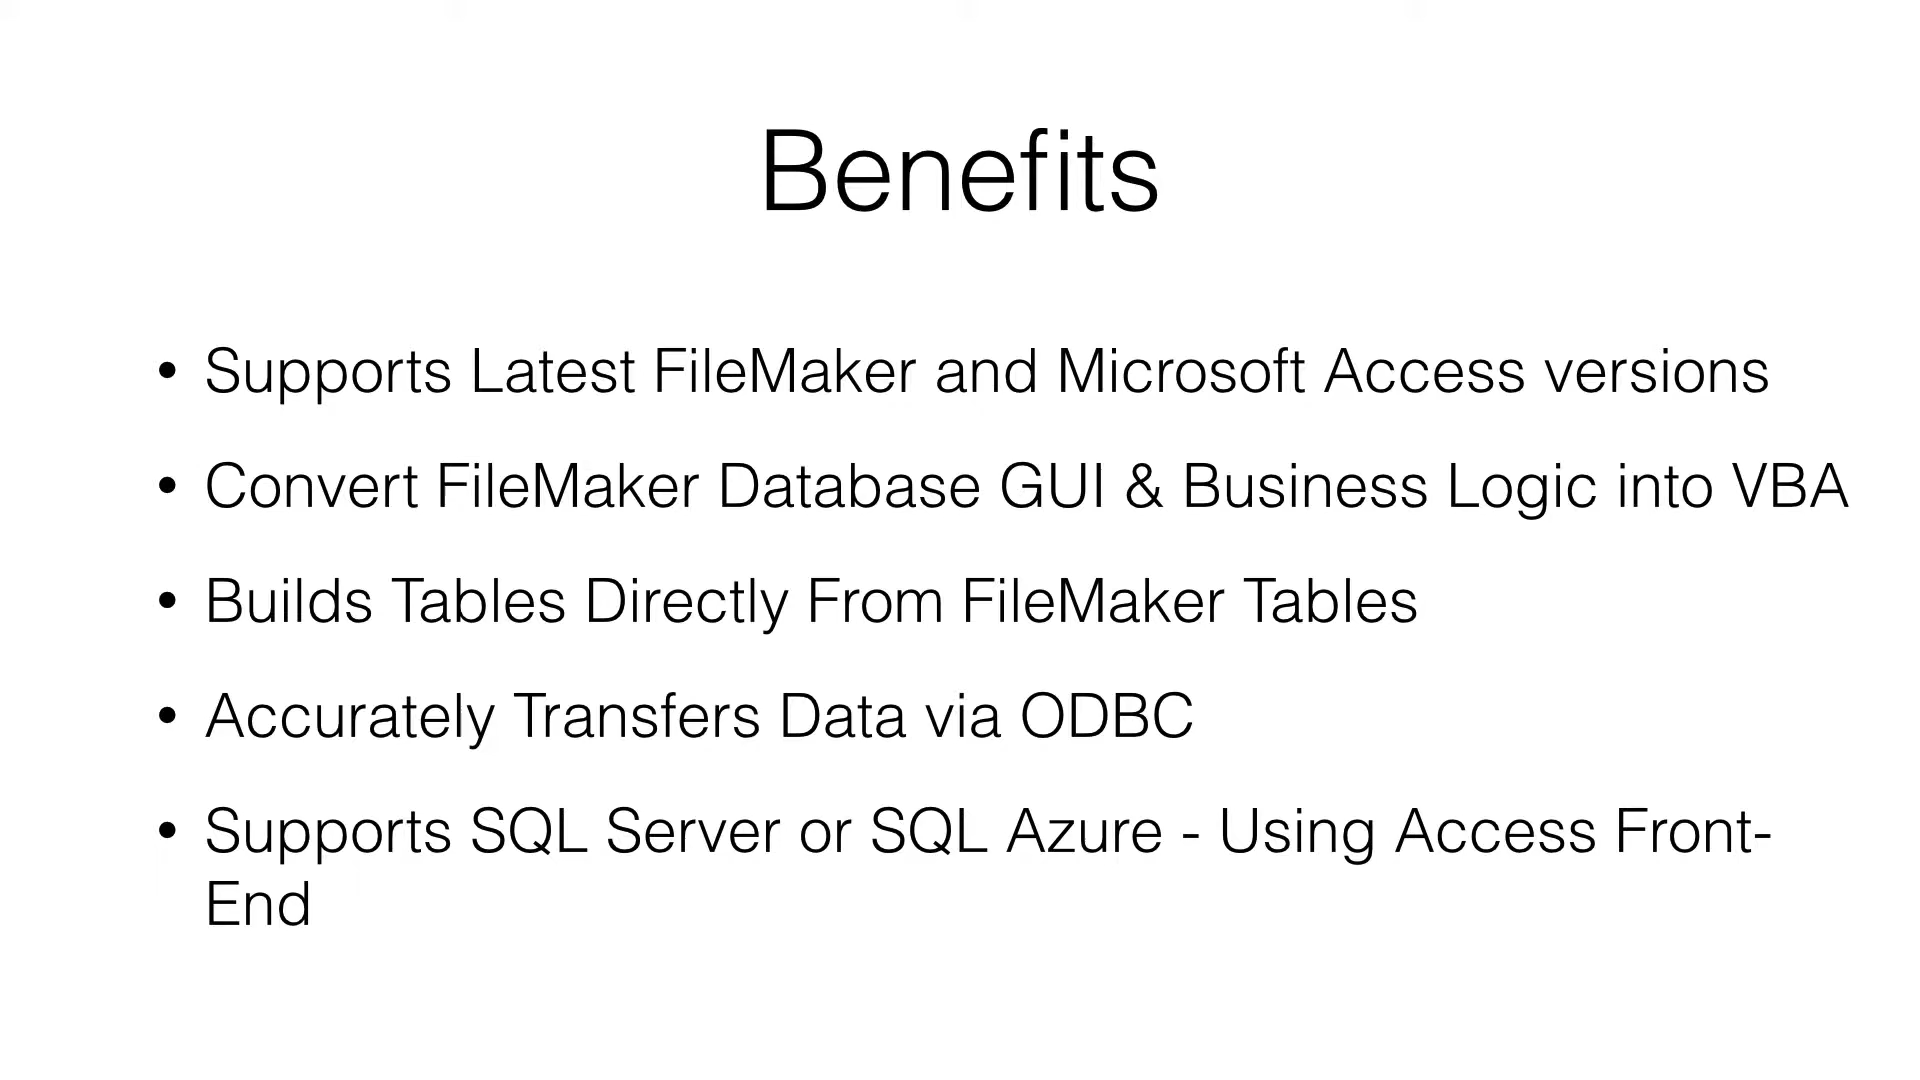 Benefits
• Supports Latest FileMaker and Microsoft Access versions
• Convert FileMaker Database GUI & Business Logic into VBA
• Builds Tables Directly From FileMaker Tables
• Accurately Transfers Data via ODBC
• Supports SQL Server or SQL Azure - Using Access Front-
End